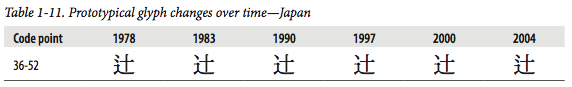 Table 1-11. Prototypical glyph changes over time—Japan
Code point 1978 1983 1990 1997 2000 2004
36-52 辻 辻 辻 辻 辻 辻